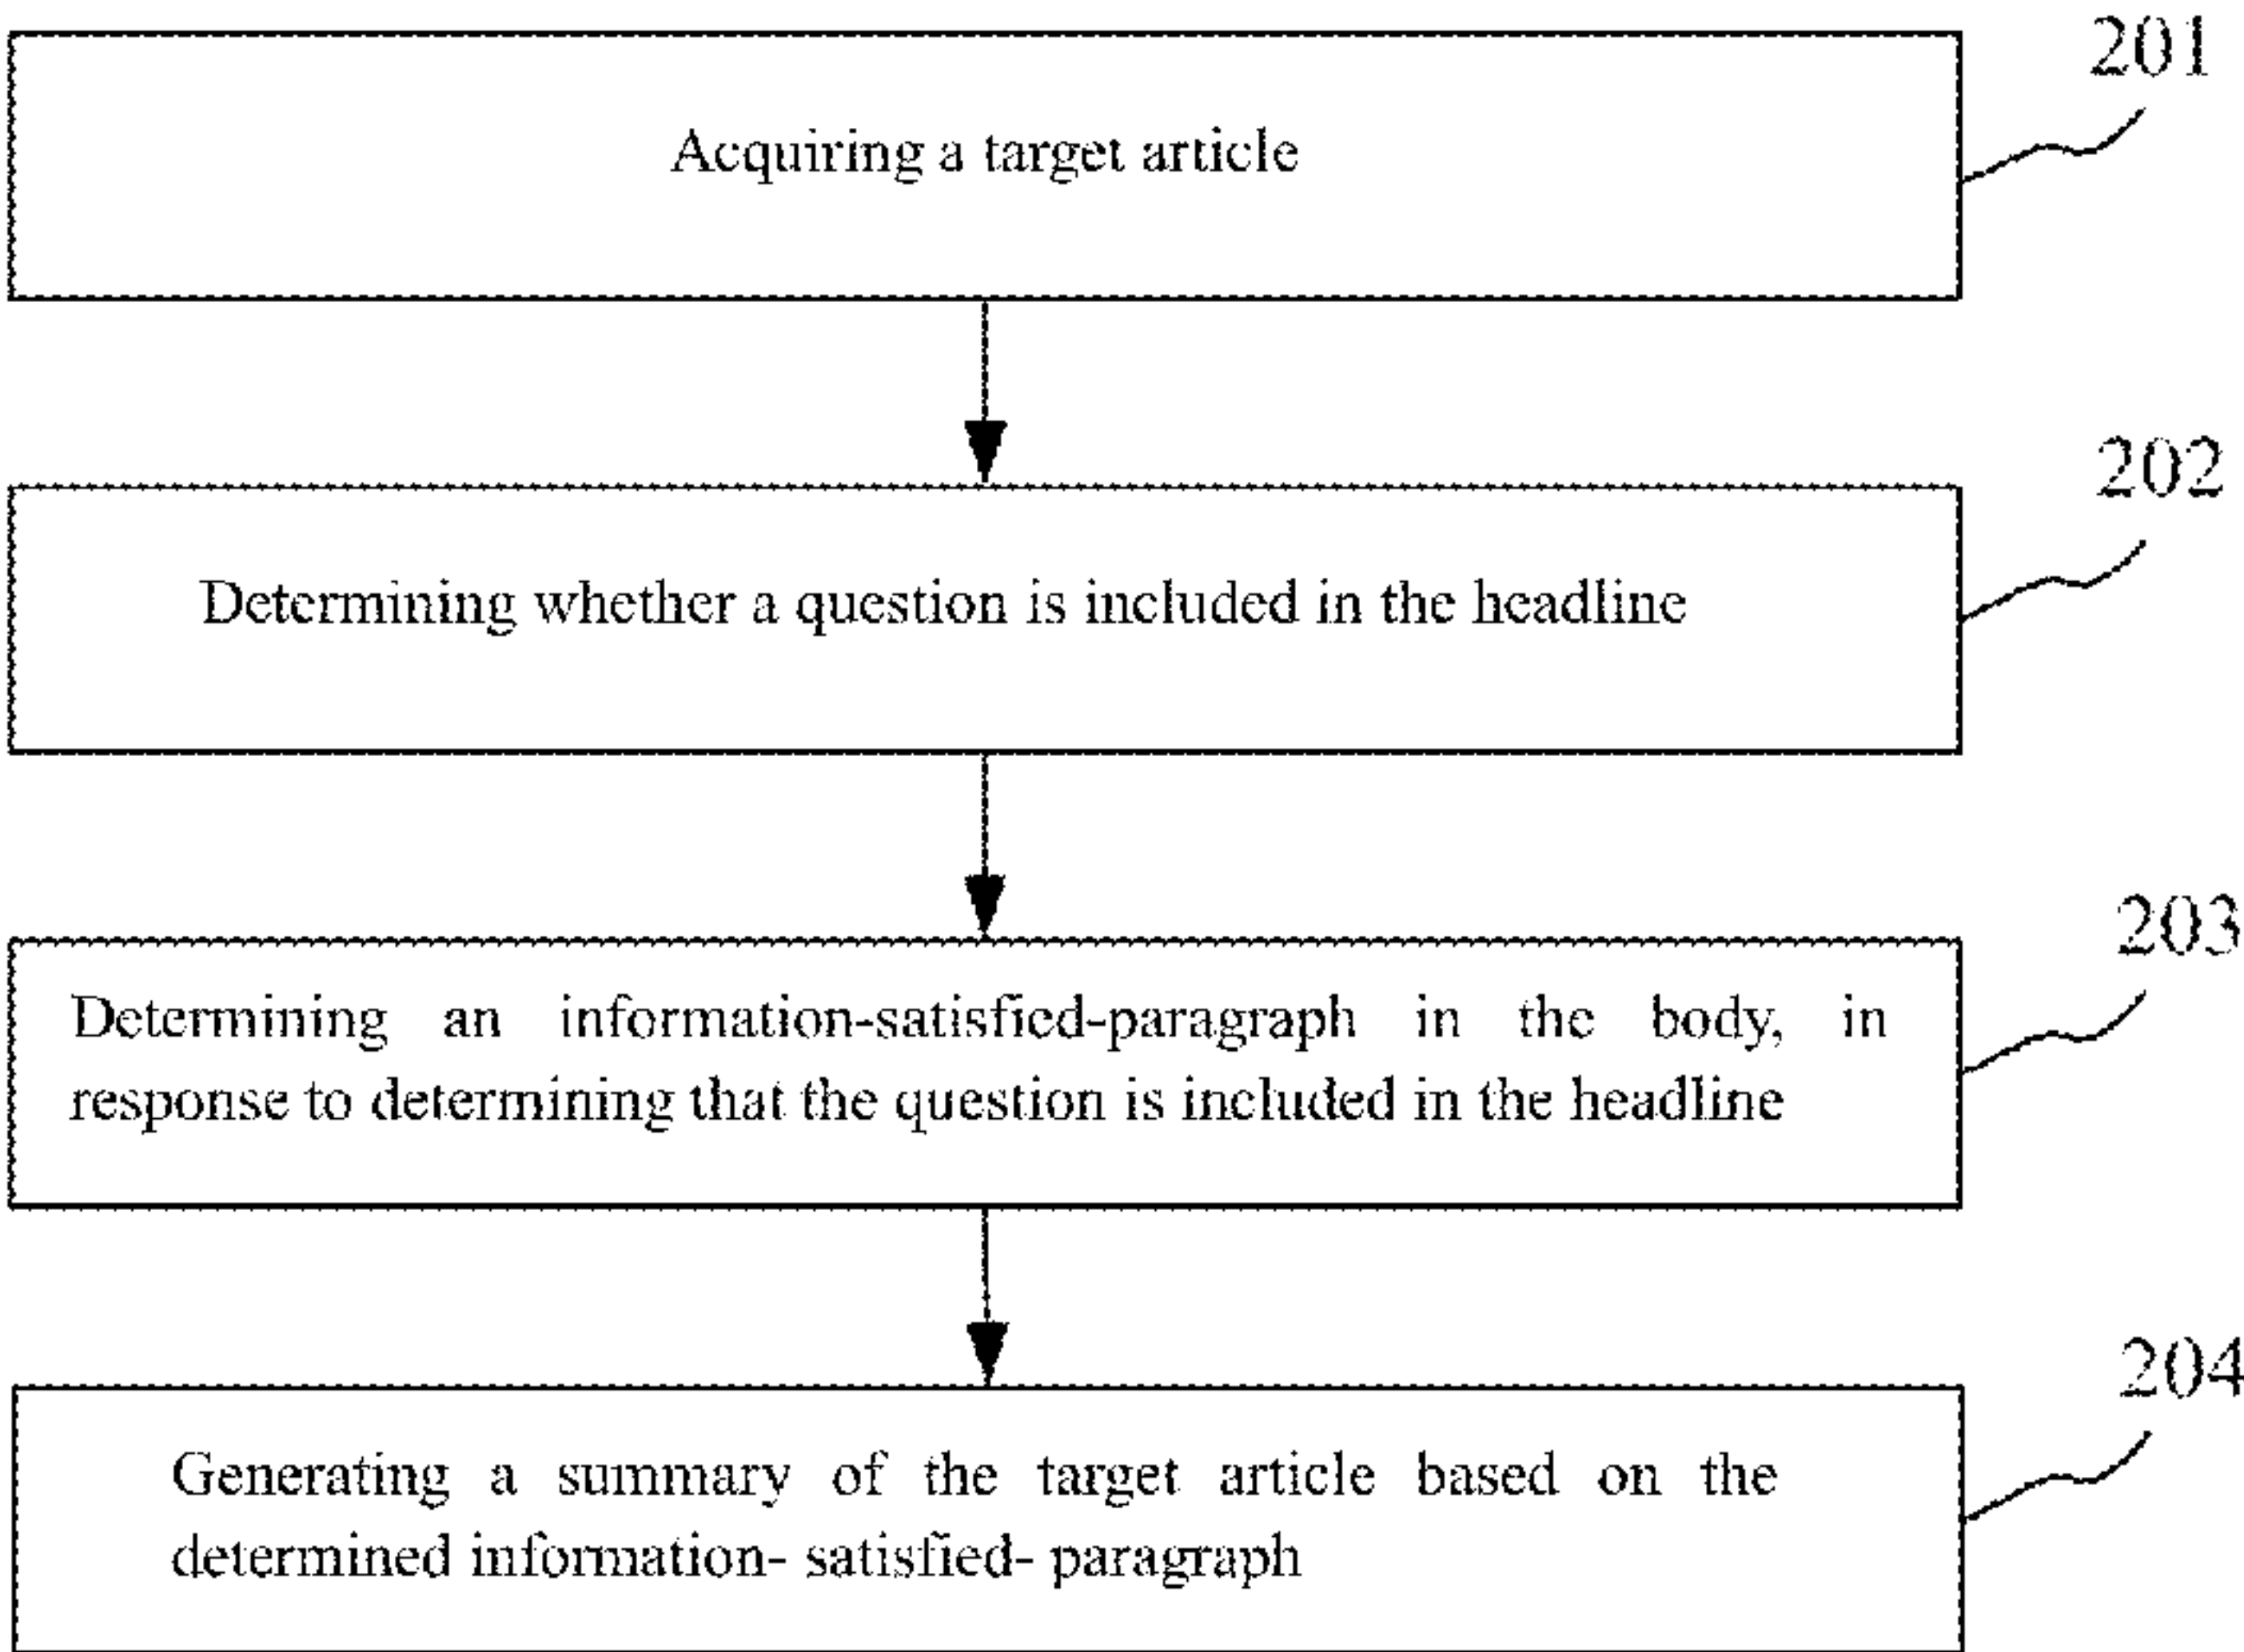 201
Acquiring a target article
202
Determining whether a question is included in the headline
203
Determining an information-satisfied-paragraph in the body, in
response to determining that the question is included in the headline
204
Generating a summary of the target article based on the
determined information- satisfied- paragraph